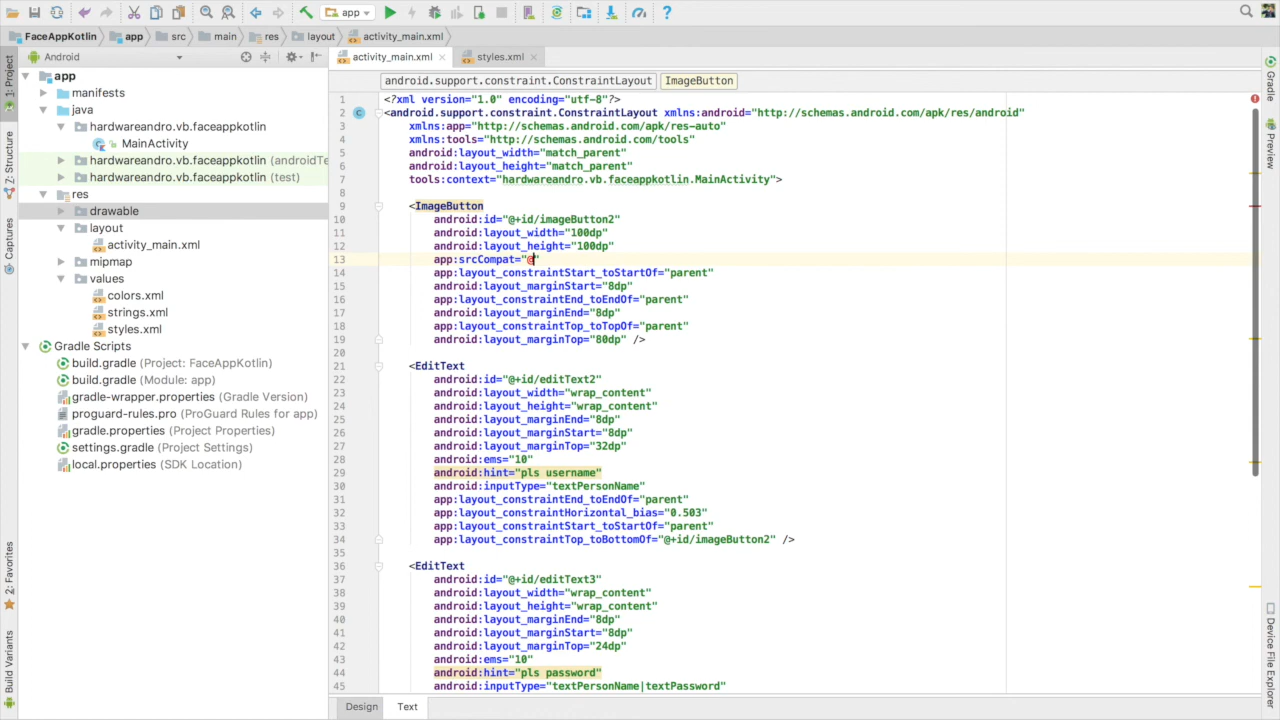 app
FaceAppKotlin
app
src
main
res
layout
activity_main.xml
1: Project
Z: Structure
Captures
2: Favorites
Build Variants
Android
app
manifests
java
hardwareandro.vb.faceappkotlin
MainActivity
hardwareandro.vb.faceappkotlin (androidTe
hardwareandro.vb.faceappkotlin (test)
res
drawable
layout
activity_main.xml
mipmap
values
colors.xml
strings.xml
styles.xml
Gradle Scripts
build.gradle (Project: FaceAppKotlin)
build.gradle (Module: app)
gradle-wrapper.properties (Gradle Version)
proguard-rules.pro (ProGuard Rules for app)
gradle.properties (Project Properties)
settings.gradle (Project Settings)
local.properties (SDK Location)
activity_main.xml
styles.xml
android.support.constraint.ConstraintLayout
ImageButton
1 <?xml version="1.0" encoding="utf-8"?>
2 <android.support.constraint.ConstraintLayout xmlns:android="http://schemas.android.com/apk/res/android"
3 xmlns:app="http://schemas.android.com/apk/res-auto"
4 xmlns:tools="http://schemas.android.com/tools"
5 android:layout_width="match_parent"
6 android:layout_height="match_parent"
7 tools:context="hardwareandro.vb.faceappkotlin.MainActivity">
8
9 <ImageButton
10 android:id="@+id/imageButton2"
11 android:layout_width="100dp"
12 android:layout_height="100dp"
13 app:srcCompat="@"
14 app:layout_constraintStart_toStartOf="parent"
15 android:layout_marginStart="8dp"
16 app:layout_constraintEnd_toEndOf="parent"
17 android:layout_marginEnd="8dp"
18 app:layout_constraintTop_toTopOf="parent"
19 android:layout_marginTop="80dp" />
20
21 <EditText
22 android:id="@+id/editText2"
23 android:layout_width="wrap_content"
24 android:layout_height="wrap_content"
25 android:layout_marginEnd="8dp"
26 android:layout_marginStart="8dp"
27 android:layout_marginTop="32dp"
28 android:ems="10"
29 android:hint="pls username"
30 android:inputType="textPersonName"
31 app:layout_constraintEnd_toEndOf="parent"
32 app:layout_constraintHorizontal_bias="0.503"
33 app:layout_constraintStart_toStartOf="parent"
34 app:layout_constraintTop_toBottomOf="@+id/imageButton2" />
35
36 <EditText
37 android:id="@+id/editText3"
38 android:layout_width="wrap_content"
39 android:layout_height="wrap_content"
40 android:layout_marginEnd="8dp"
41 android:layout_marginStart="8dp"
42 android:layout_marginTop="24dp"
43 android:ems="10"
44 android:hint="pls password"
45 android:inputType="textPersonName|textPassword"
Design
Text
Gradle
Preview
Device File Explorer